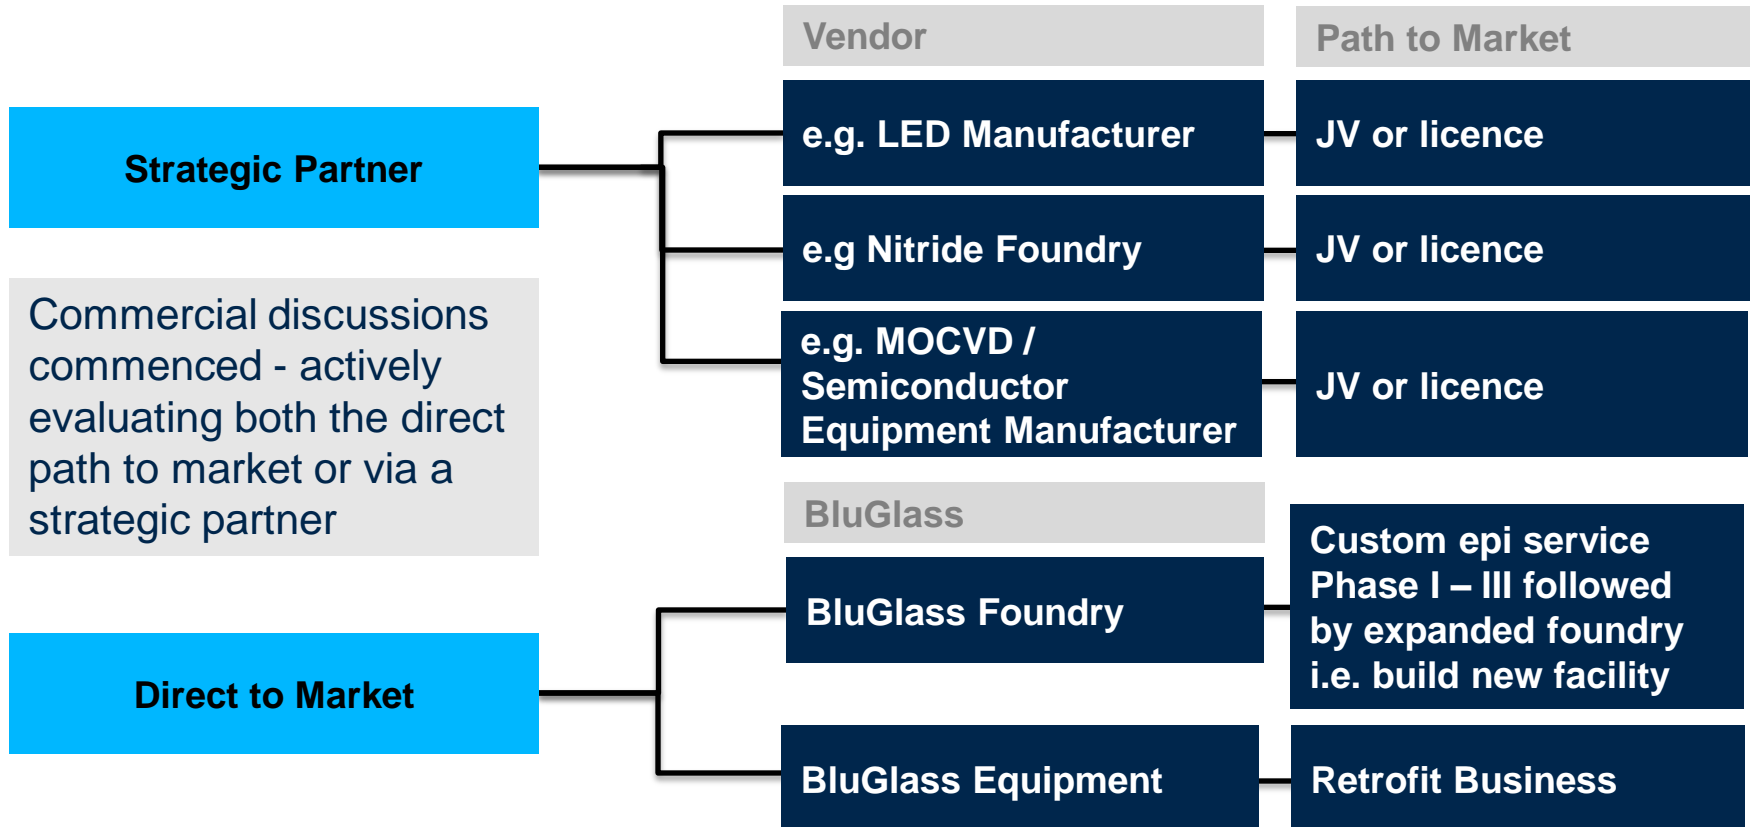 Vendor
Path to Market
Strategic Partner
e.g. LED Manufacturer
JV or licence
e.g Nitride Foundry
JV or licence
e.g. MOCVD /
Semiconductor
Equipment Manufacturer
JV or licence
Commercial discussions
commenced - actively
evaluating both the direct
path to market or via a
strategic partner
BluGlass
Direct to Market
BluGlass Foundry
Custom epi service
Phase I – III followed
by expanded foundry
i.e. build new facility
BluGlass Equipment
Retrofit Business